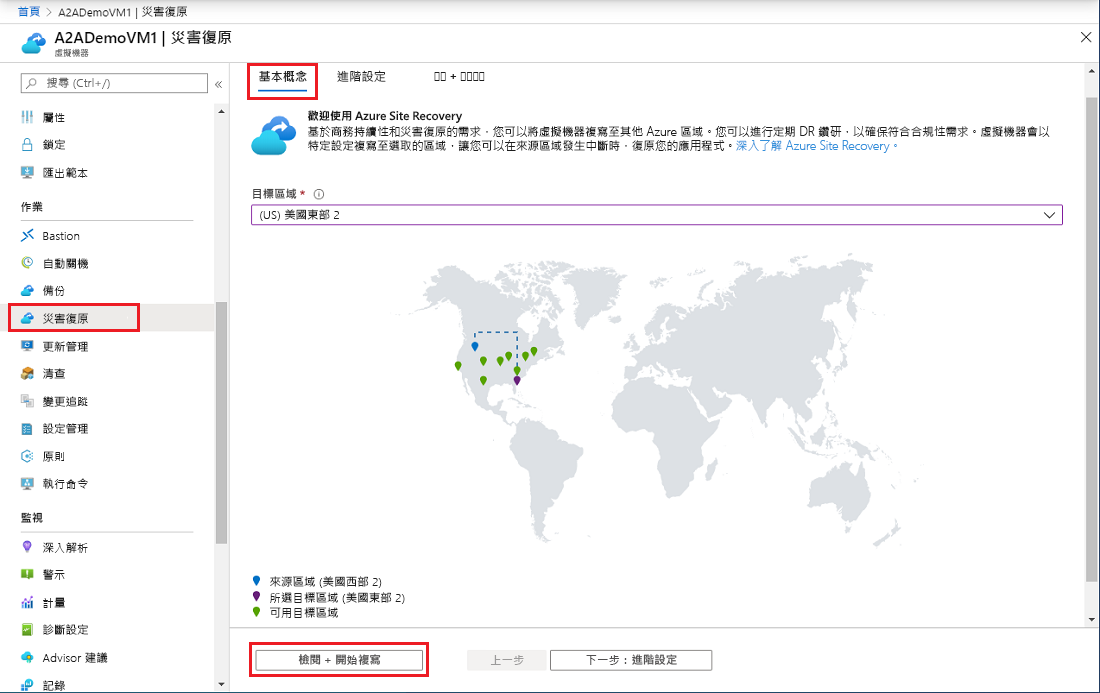 首頁 > A2ADemoVM1 | 災害復原
A2ADemoVM1 | 災害復原
虛擬機器
搜尋 (Ctrl+/)
屬性
鎖定
匯出範本
作業
Bastion
自動關機
備份
災害復原
更新管理
清查
變更追蹤
設定管理
原則
執行命令
監視
深入解析
警示
計量
診斷設定
Advisor 建議
記錄
基本概念 進階設定
歡迎使用 Azure Site Recovery
基於商務持續性和災害復原的需求，您可以將虛擬機器複寫至其他 Azure 區域。您可以進行定期 DR 鑽研，以確保符合合規性需求。虛擬機器會以
特定設定複寫至選取的區域，讓您可以在來源區域發生中斷時，復原您的應用程式。深入了解 Azure Site Recovery。
目標區域 *
(US) 美國東部 2
來源區域 (美國西部 2)
所選目標區域 (美國東部 2)
可用目標區域
檢閱 + 開始複寫 上一步 下一步：進階設定